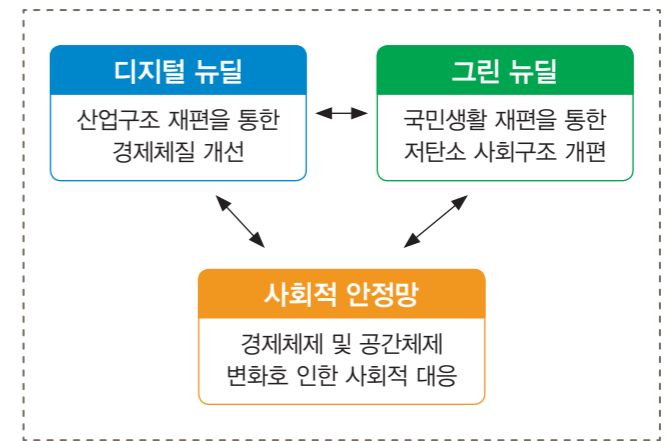 디지털 뉴딜
산업구조 재편을 통한
경제체질 개선
그린 뉴딜
국민생활 재편을 통한
저탄소 사회구조 개편
사회적 안정망
경제체제 및 공간체제
변화호 인한 사회적 대응